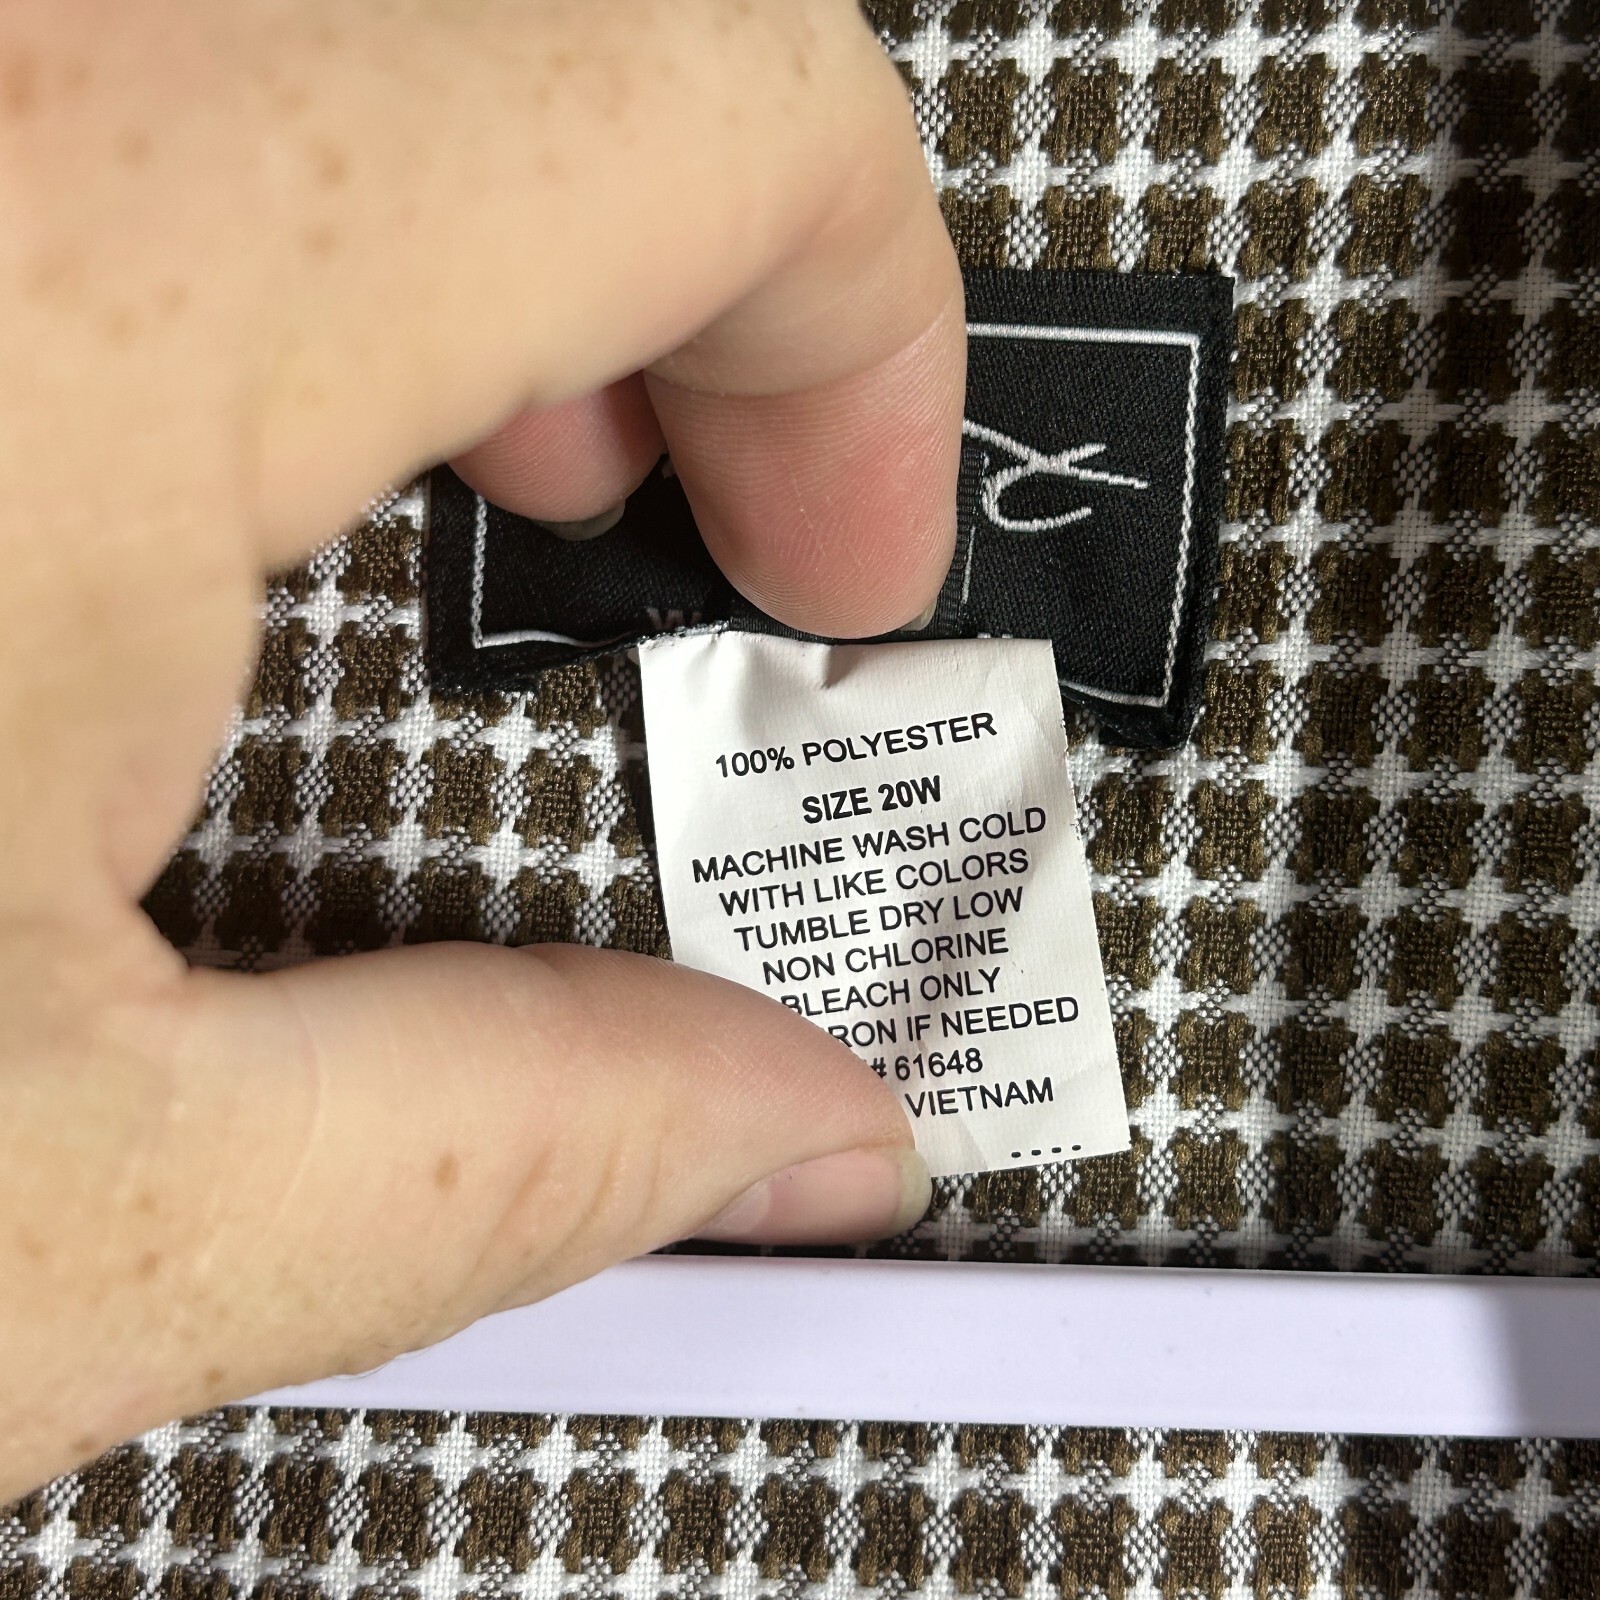 100% POLYESTER
SIZE 20W
MACHINE WASH COLD
WITH LIKE COLORS
TUMBLE DRY LOW
NON CHLORINE
BLEACH ONLY
RON IF NEEDED
# 61648
VIETNAM